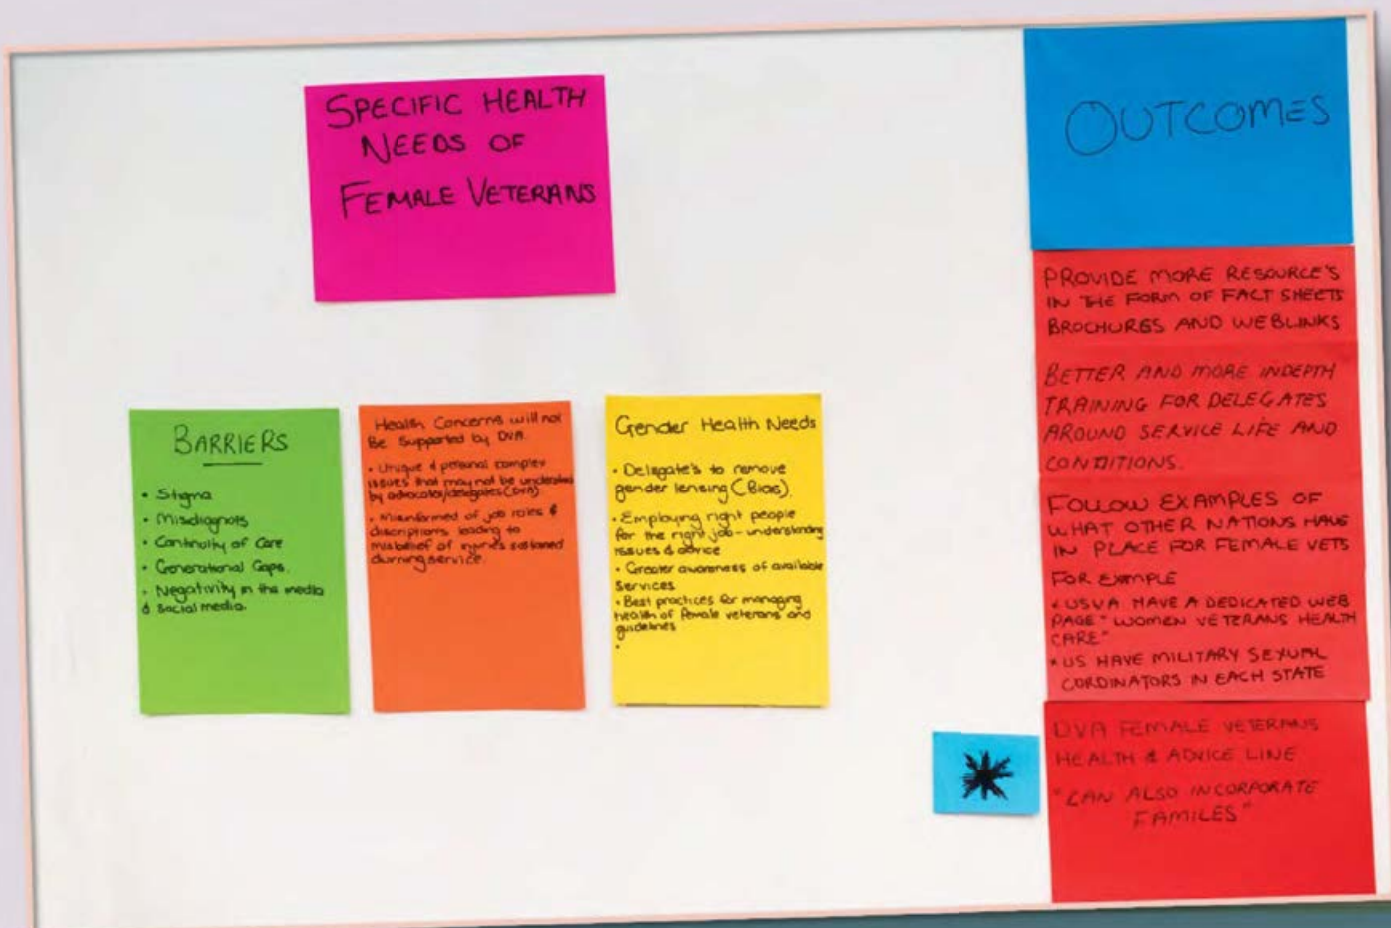 SPECIFIC HEALTH
NEEDS OF
FEMALE VETERANS
BARRIERS
• Stigma
• Misdiagnots
• Continuity of Care
• Generational Gaps.
• Negativity in the media
& social media.
Health Concerns will not
Be Supported by DVA.
• Unique & personal complex
issues that may not be understood
by advocates/delegates (DVA)
• Misinformed of job roles &
discriptions leading to
misbelief of injuries sustained
durning service.
Gender Health Needs
• Delegate's to remove
gender lensing (Bias).
• Employing right people
for the right job - understanding
issues & advice
• Greater awareness of available
Services
• Best practices for managing
health of female veterans and
guidelines
•
OUTCOMES
PROVIDE MORE RESOURCE'S
IN THE FORM OF FACT SHEETS
BROCHURES AND WEBLINKS
BETTER AND MORE INDEPTH
TRAINING FOR DELEGATES
AROUND SERVICE LIFE AND
CONDITIONS.
FOLLOW EXAMPLES OF
WHAT OTHER NATIONS HAVE
IN PLACE FOR FEMALE VETS
FOR EXAMPLE
• USVA HAVE A DEDICATED WEB
PAGE "WOMEN VETERANS HEALTH
CARE"
• US HAVE MILITARY SEXUAL
CORDINATORS IN EACH STATE
DVA FEMALE VETERANS
HEALTH & ADVICE LINE
"CAN ALSO INCORPORATE
FAMILES"